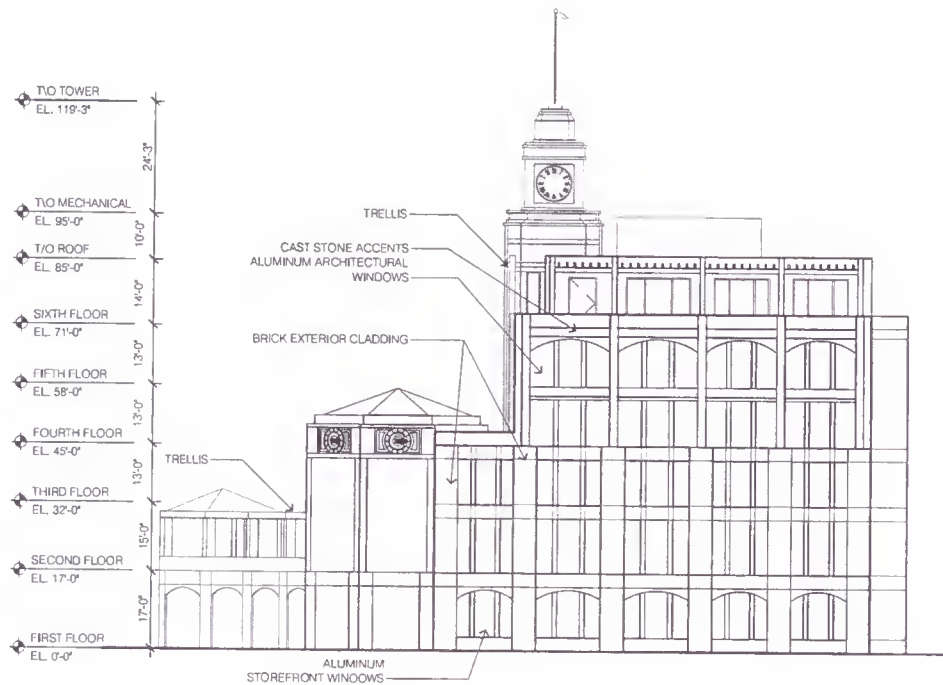 T\O TOWER
EL. 119'-3"
24'-3"
T\O MECHANICAL
EL. 95'-0"
10'-0"
T/O ROOF
EL. 85'-0"
14'-0"
SIXTH FLOOR
EL. 71'-0"
13'-0"
FIFTH FLOOR
EL. 58'-0"
13'-0"
FOURTH FLOOR
EL. 45'-0"
13'-0"
THIRD FLOOR
EL. 32'-0"
15'-0"
SECOND FLOOR
EL. 17'-0"
17'-0"
FIRST FLOOR
EL. 0'-0"
TRELLIS
CAST STONE ACCENTS
ALUMINUM ARCHITECTURAL
WINDOWS
BRICK EXTERIOR CLADDING
TRELLIS
ALUMINUM
STOREFRONT WINDOWS